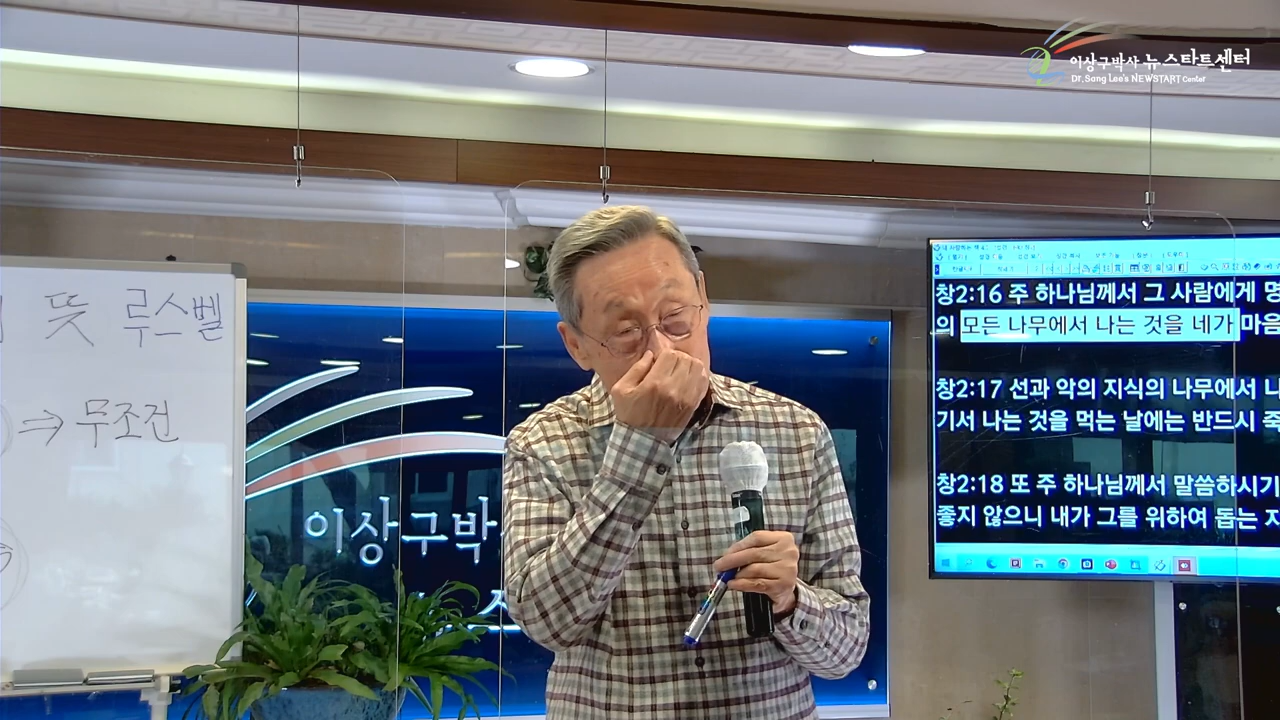 이상구박사 뉴스타트센터
Dr. Sang Lee's NEWSTART Center
뜻 루스벨
⇒ 무조건
이상구박
창2:16 주 하나님께서 그 사람에게 명
의 모든 나무에서 나는 것을 네가 마음
창2:17 선과 악의 지식의 나무에서 나
기서 나는 것을 먹는 날에는 반드시 죽
창2:18 또 주 하나님께서 말씀하시기
좋지 않으니 내가 그를 위하여 돕는 자